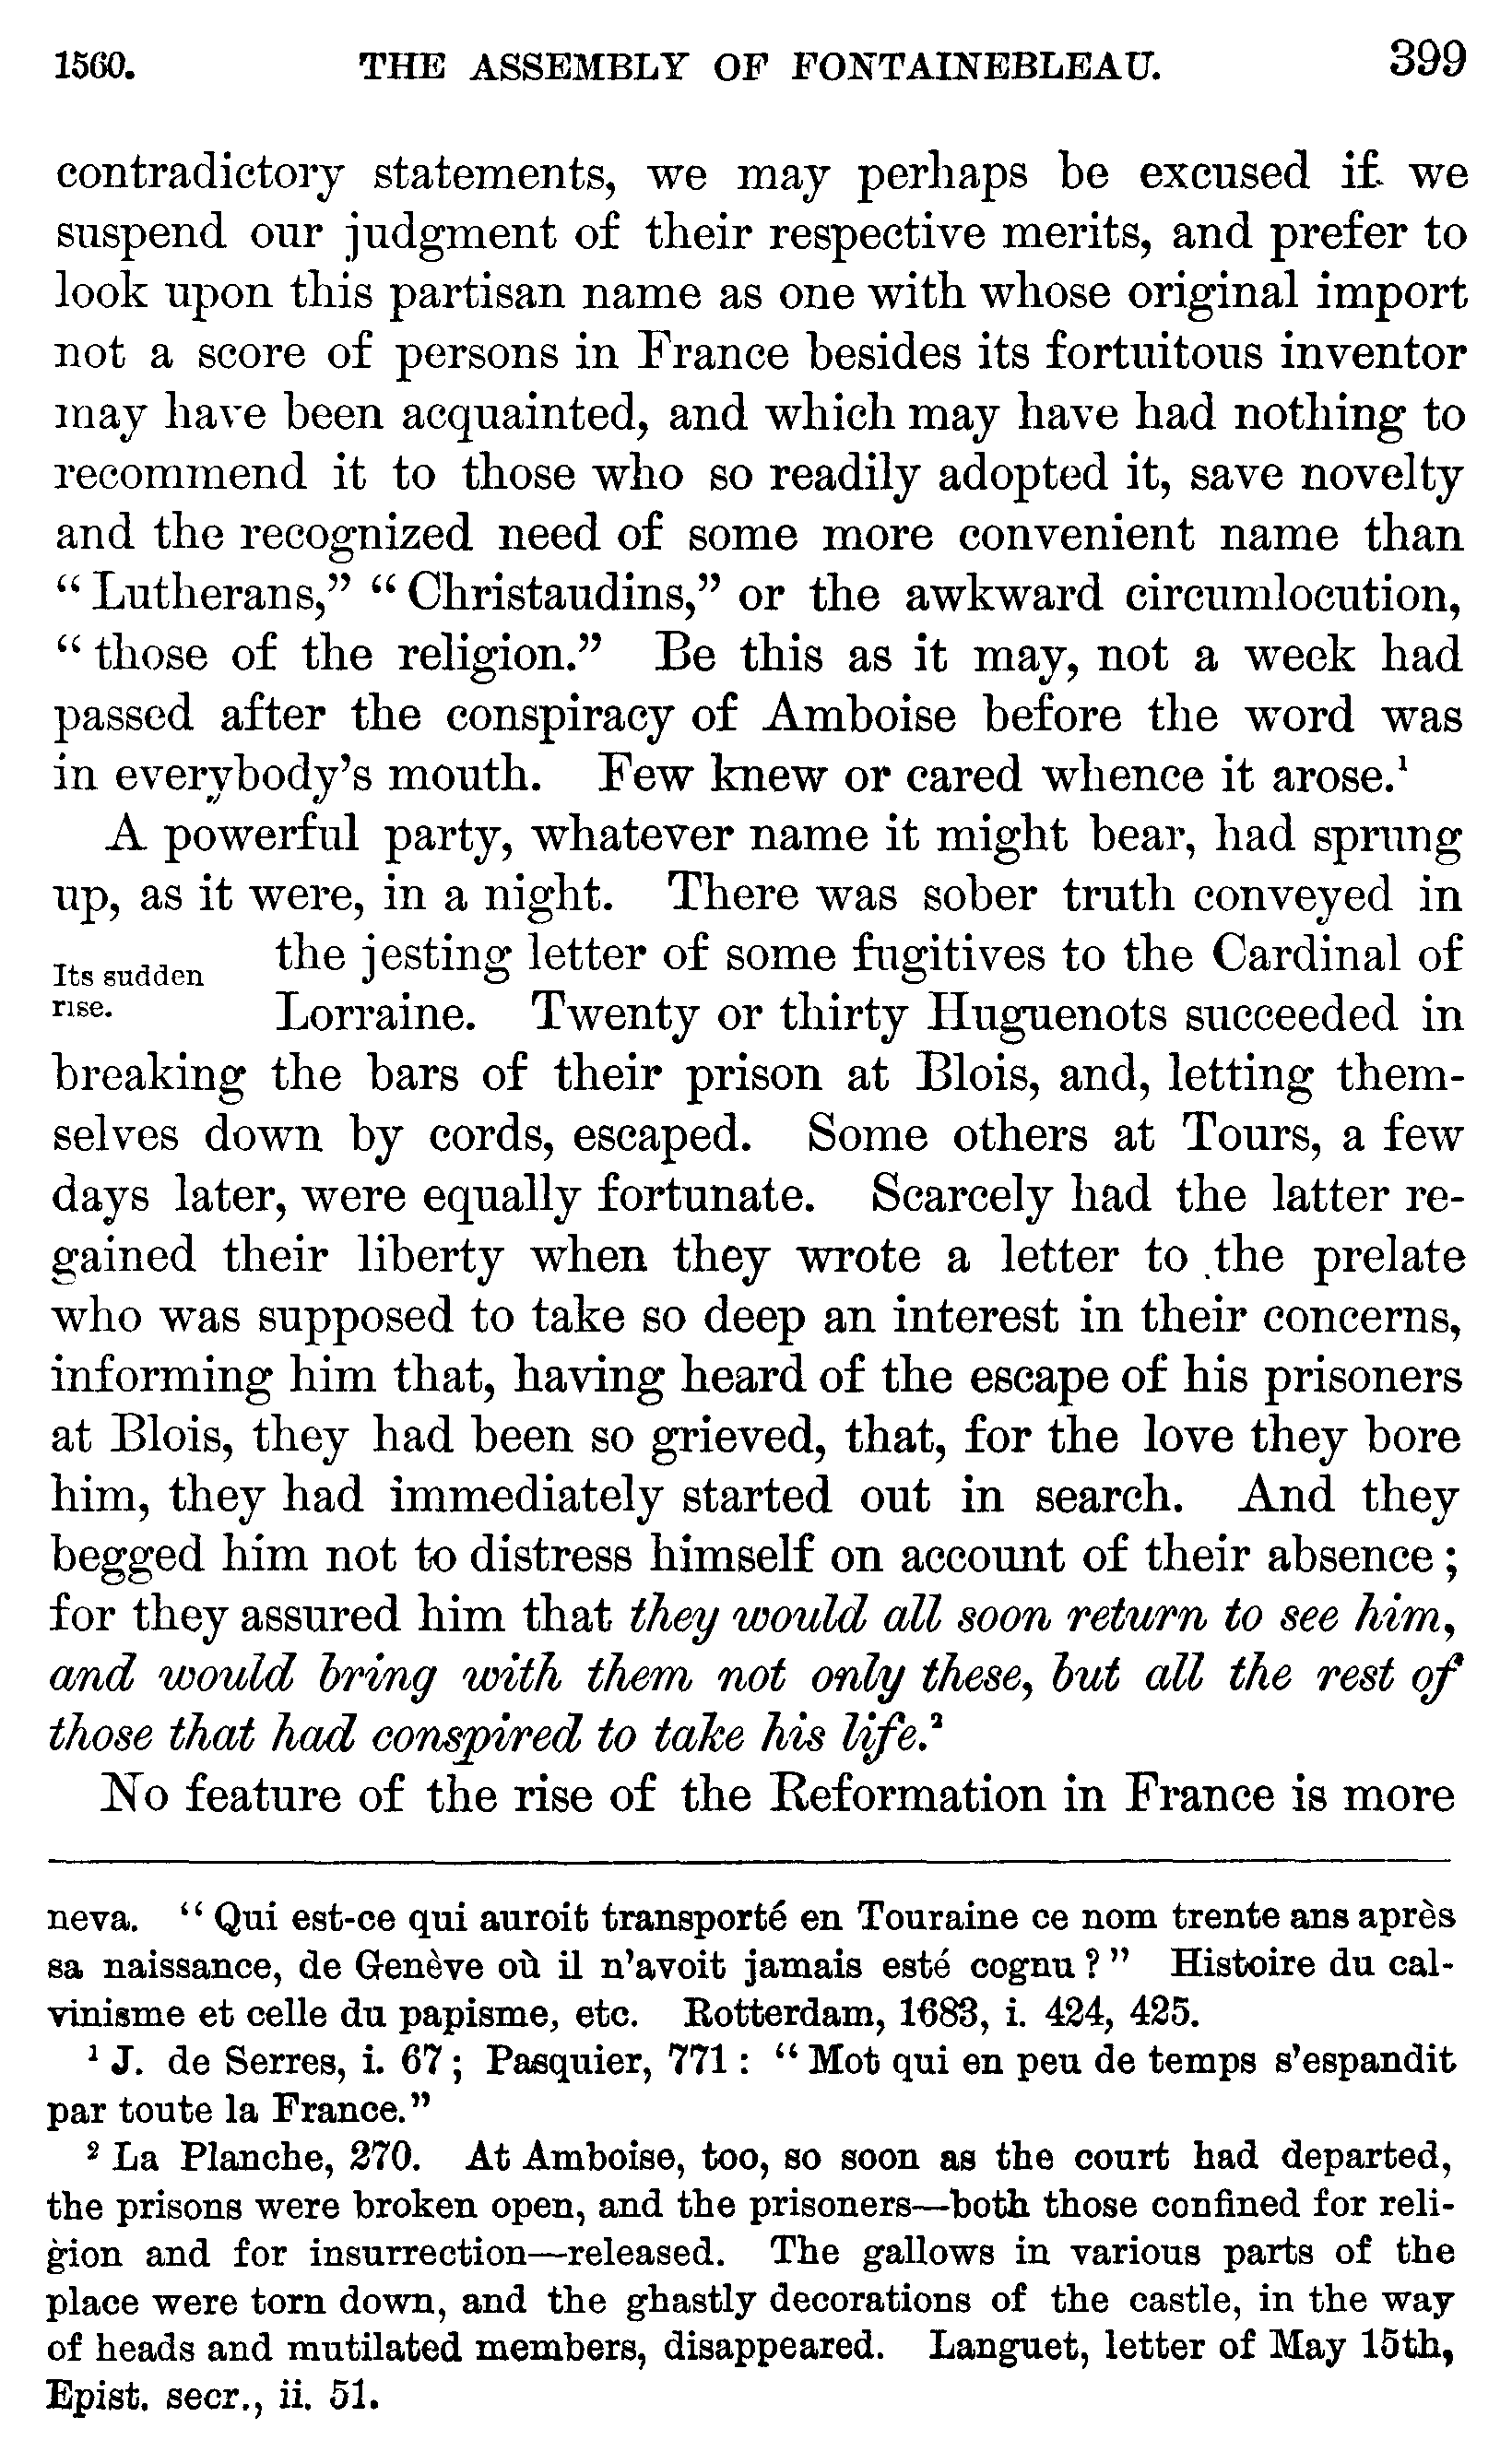 1560. THE ASSEMBLY OF FONTAINEBLEAU. 399
contradictory statements, we may perhaps be excused if we
suspend our judgment of their respective merits, and prefer to
look upon this partisan name as one with whose original import
not a score of persons in France besides its fortuitous inventor
may have been acquainted, and which may have had nothing to
recommend it to those who so readily adopted it, save novelty
and the recognized need of some more convenient name than
“Lutherans,” “Christaudins,” or the awkward circumlocution,
“those of the religion.” Be this as it may, not a week had
passed after the conspiracy of Amboise before the word was
in everybody’s mouth. Few knew or cared whence it arose.¹
A powerful party, whatever name it might bear, had sprung
up, as it were, in a night. There was sober truth conveyed in
Its sudden rise.
the jesting letter of some fugitives to the Cardinal of
Lorraine. Twenty or thirty Huguenots succeeded in
breaking the bars of their prison at Blois, and, letting them-
selves down by cords, escaped. Some others at Tours, a few
days later, were equally fortunate. Scarcely had the latter re-
gained their liberty when they wrote a letter to the prelate
who was supposed to take so deep an interest in their concerns,
informing him that, having heard of the escape of his prisoners
at Blois, they had been so grieved, that, for the love they bore
him, they had immediately started out in search. And they
begged him not to distress himself on account of their absence;
for they assured him that they would all soon return to see him,
and would bring with them not only these, but all the rest of
those that had conspired to take his life.²
No feature of the rise of the Reformation in France is more
neva. “Qui est-ce qui auroit transporté en Touraine ce nom trente ans après
sa naissance, de Genève où il n’avoit jamais esté cognu?” Histoire du cal-
vinisme et celle du papisme, etc. Rotterdam, 1683, i. 424, 425.
¹ J. de Serres, i. 67; Pasquier, 771: “Mot qui en peu de temps s’espandit
par toute la France.”
² La Planche, 270. At Amboise, too, so soon as the court had departed,
the prisons were broken open, and the prisoners—both those confined for reli-
gion and for insurrection—released. The gallows in various parts of the
place were torn down, and the ghastly decorations of the castle, in the way
of heads and mutilated members, disappeared. Languet, letter of May 15th,
Epist. secr., ii. 51.